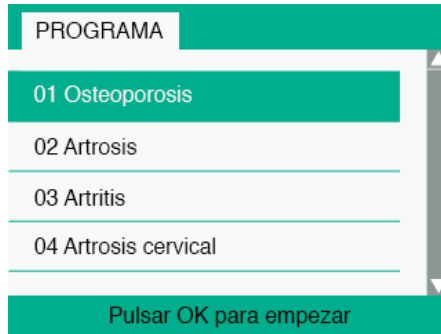 PROGRAMA
01 Osteoporosis
02 Artrosis
03 Artritis
04 Artrosis cervical
Pulsar OK para empezar